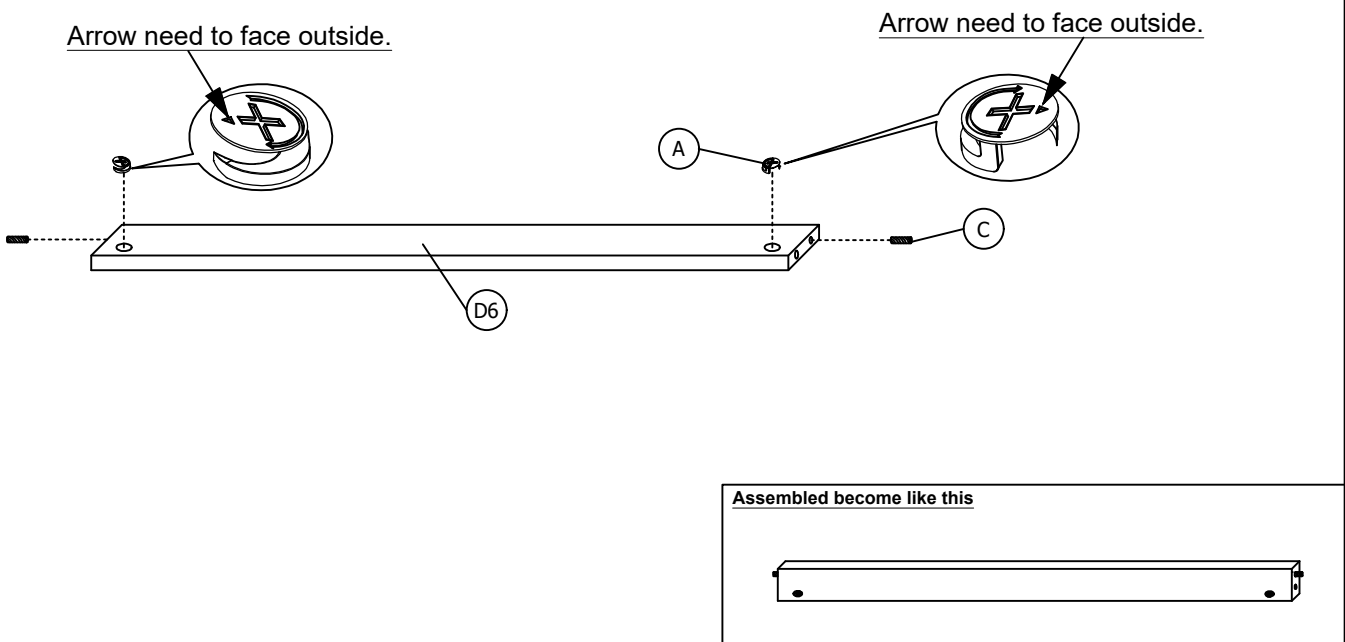 Arrow need to face outside.
Arrow need to face outside.
A
C
D6
Assembled become like this